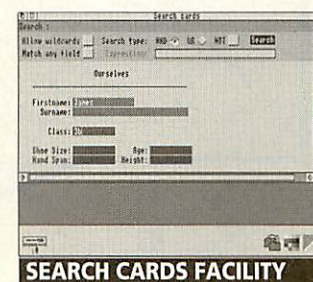 Search cards
Search :
Allow wildcards Search type: AND OR NOT Search
Match any field Expression:
Ourselves
Firstname: James
Surname:
Class:
Shoe Size: Age:
Hand Span: Height:
SEARCH CARDS FACILITY